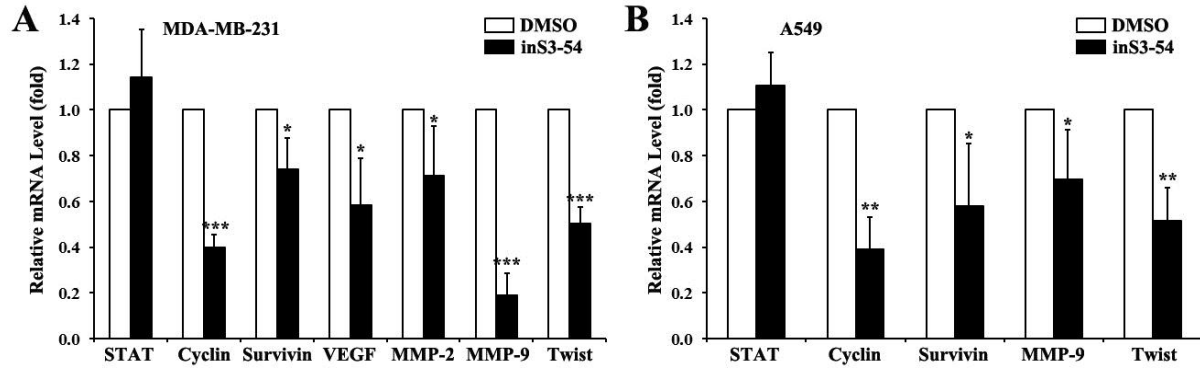 A
MDA-MB-231
DMSO
inS3-54
Relative mRNA Level (fold)
1.4
1.2
1.0
0.8
0.6
0.4
0.2
0.0
*** * * * *** ***
STAT Cyclin Survivin VEGF MMP-2 MMP-9 Twist
B
A549
DMSO
inS3-54
Relative mRNA Level (fold)
1.4
1.2
1.0
0.8
0.6
0.4
0.2
0.0
** * * **
STAT Cyclin Survivin MMP-9 Twist